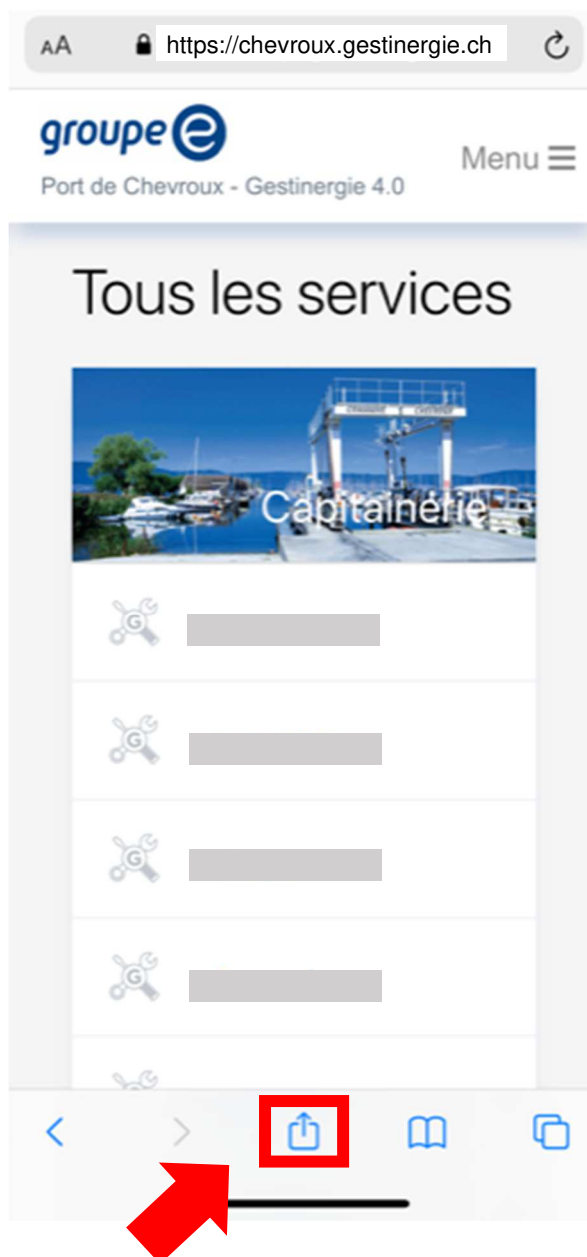 AA https://chevroux.gestinergie.ch
groupe e
Menu
Port de Chevroux - Gestinergie 4.0
Tous les services
Capitainerie
G
G
G
G